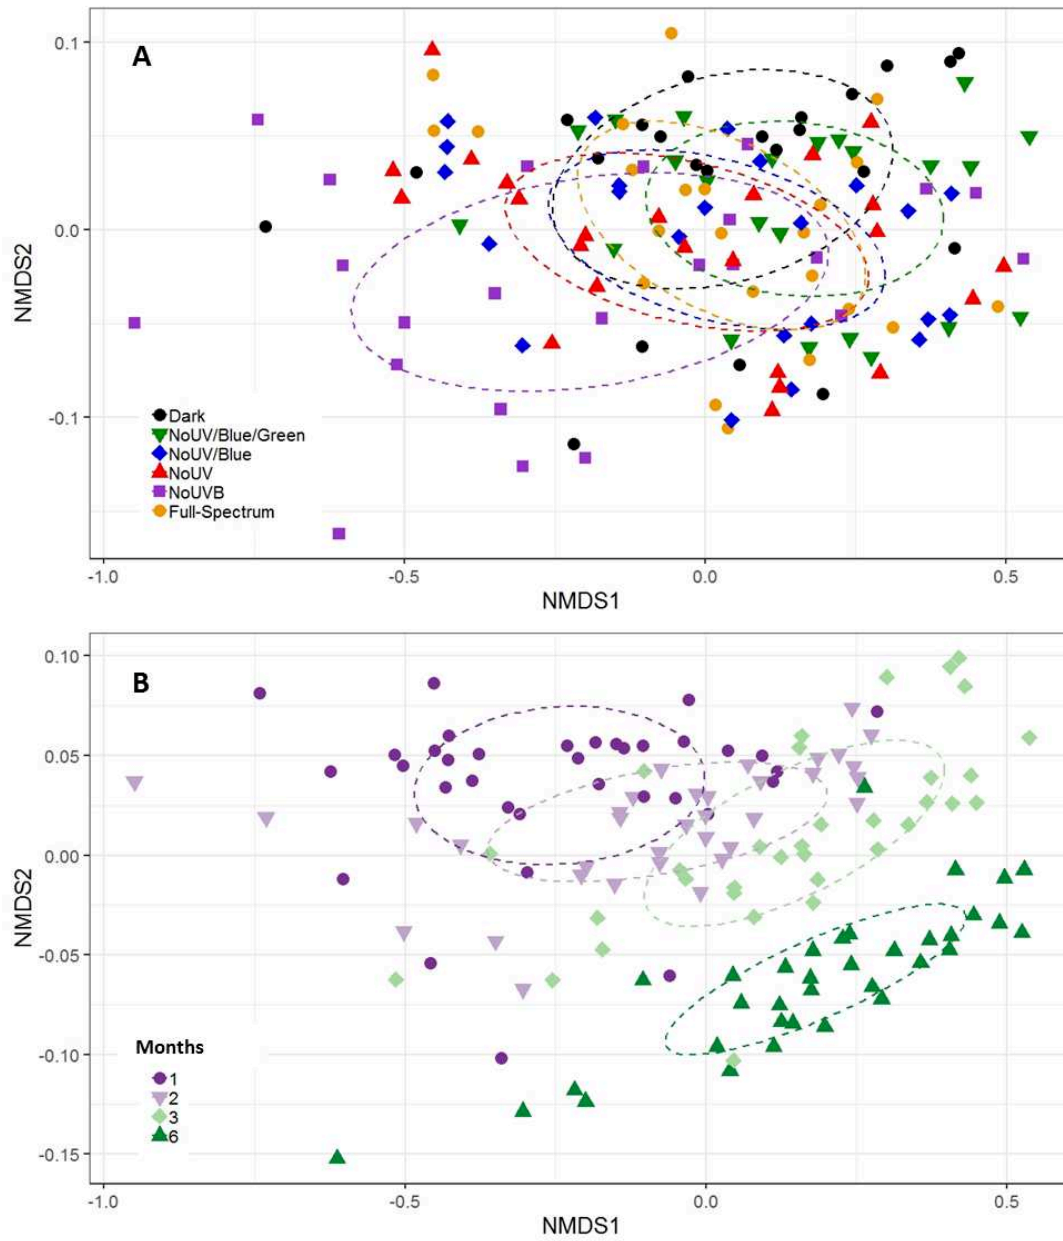 A
0.1
0.0
-0.1
NMDS2
Dark
NoUV/Blue/Green
NoUV/Blue
NoUV
NoUVB
Full-Spectrum
-1.0 -0.5 0.0 0.5
NMDS1
B
0.10
0.05
0.00
-0.05
-0.10
-0.15
NMDS2
Months
1
2
3
6
-1.0 -0.5 0.0 0.5
NMDS1